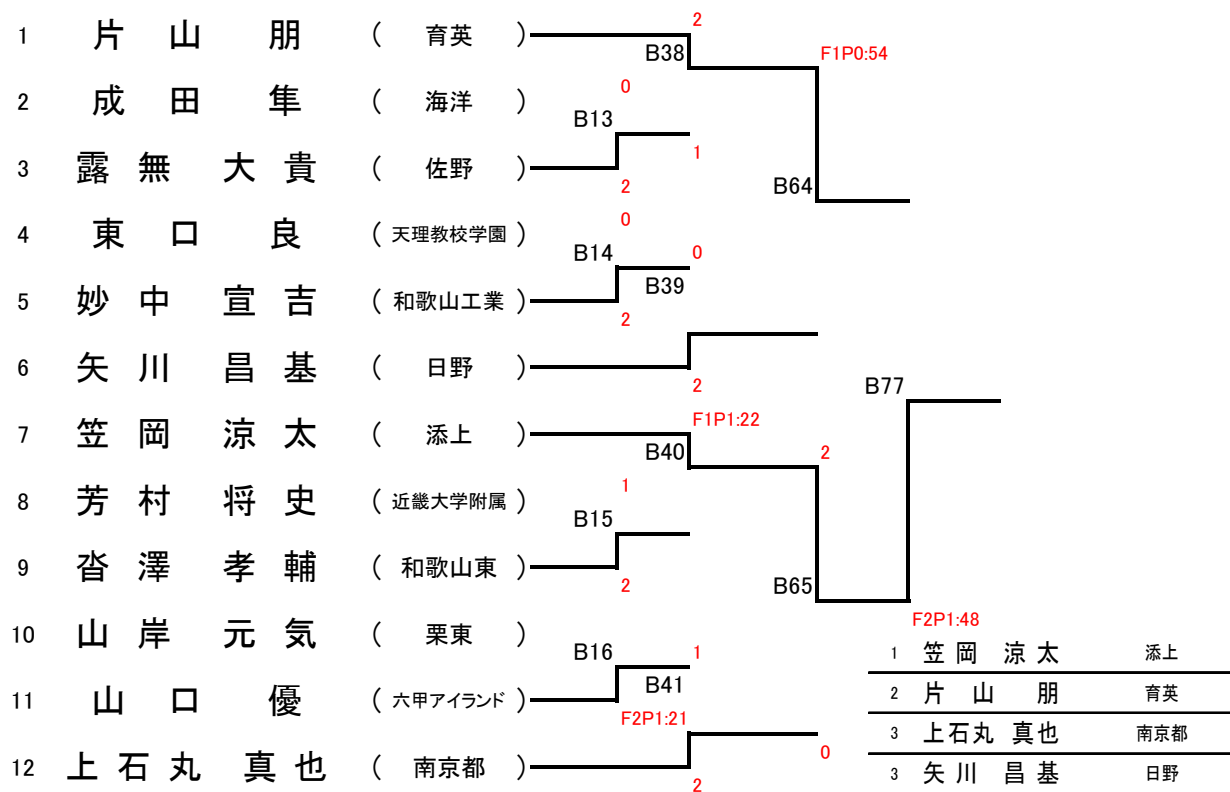 2
1 片山 朋 ( 育英 )
B38 F1P0:54
0
2 成田 隼 ( 海洋 )
B13
1
3 露無 大貴 ( 佐野 )
2 B64
0
4 東口 良 ( 天理教校学園 )
B14 0
B39
5 妙中 宣吉 ( 和歌山工業 )
2
6 矢川 昌基 ( 日野 )
2 B77
F1P1:22
7 笠岡 涼太 ( 添上 )
B40 2
1
8 芳村 将史 ( 近畿大学附属 )
B15
9 沓澤 孝輔 ( 和歌山東 )
2 B65
F2P1:48
10 山岸 元気 ( 栗東 )
B16 1
B41
11 山口 優 ( 六甲アイランド )
F2P1:21
0
12 上石丸 真也 ( 南京都 )
2
1 笠岡 涼太 添上
2 片山 朋 育英
3 上石丸 真也 南京都
3 矢川 昌基 日野